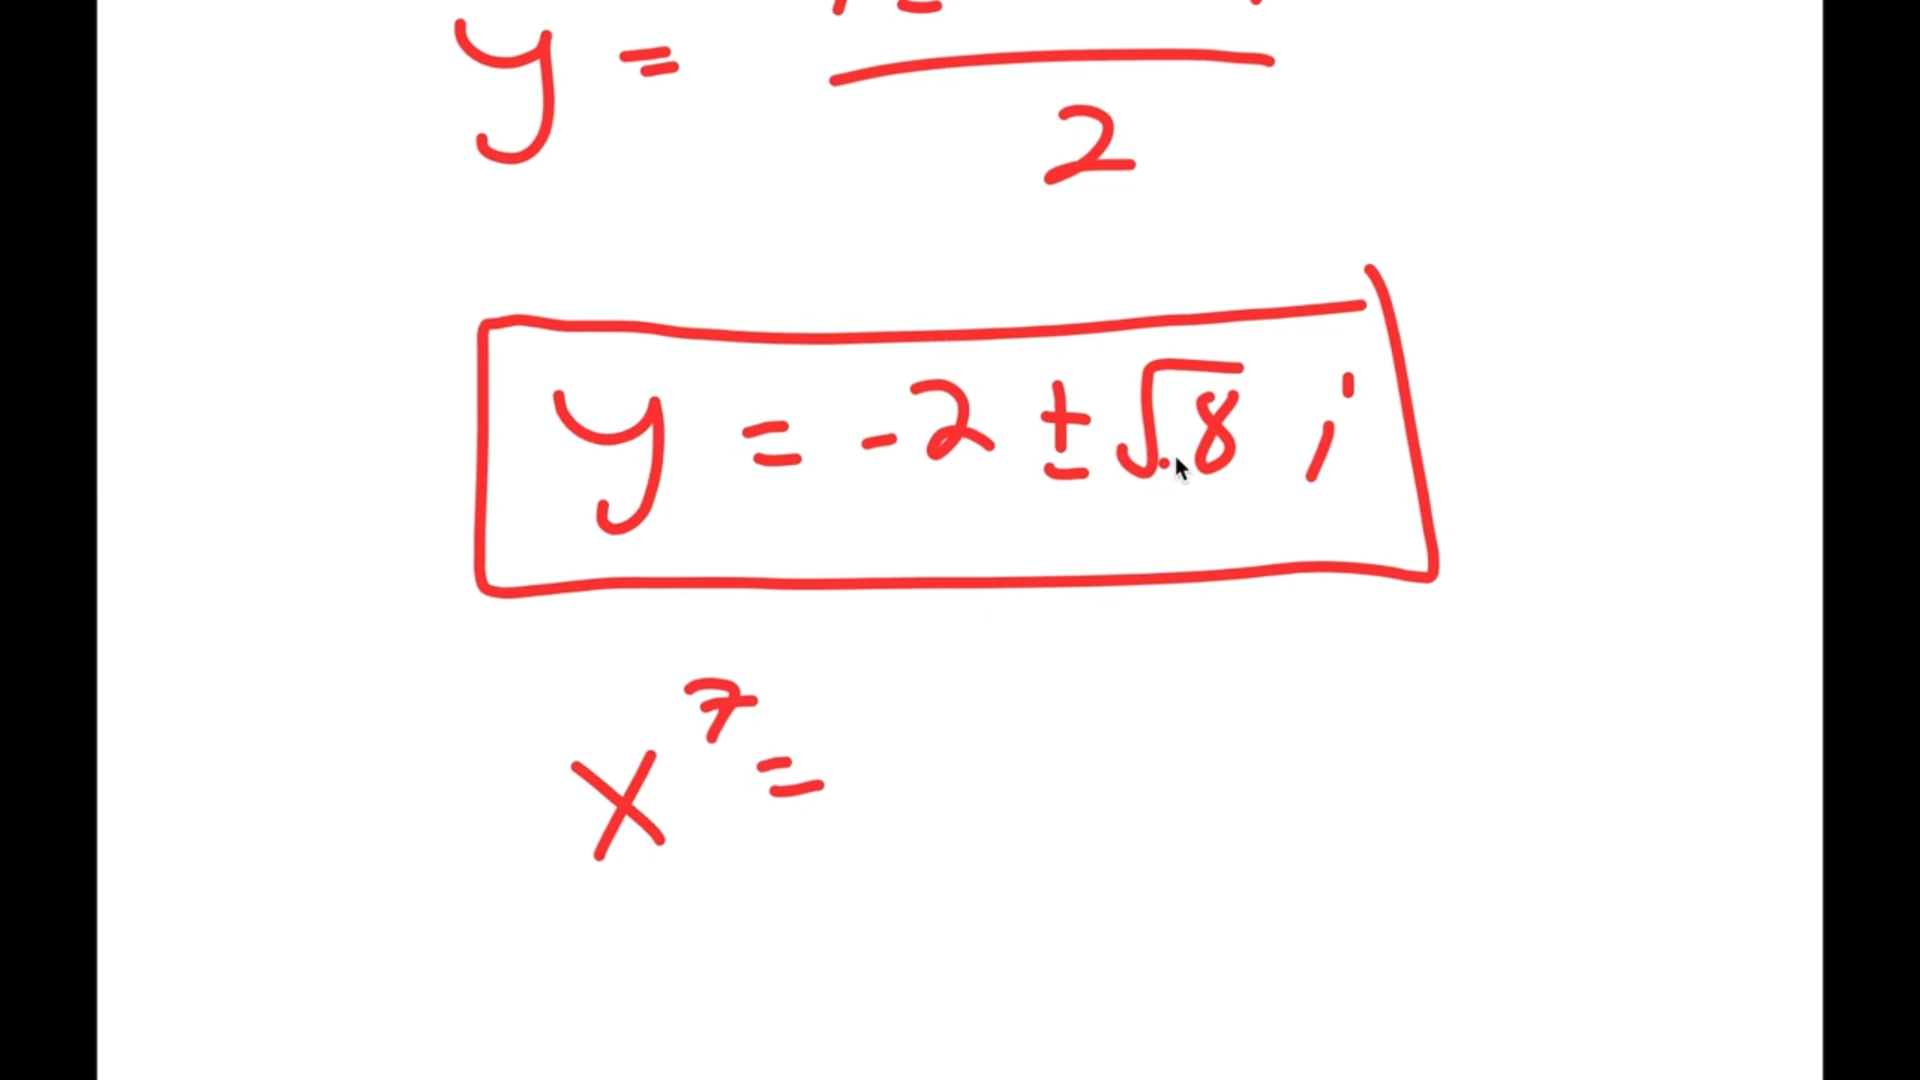 y = 2
y = -2 ± √8 i
x⁷ =